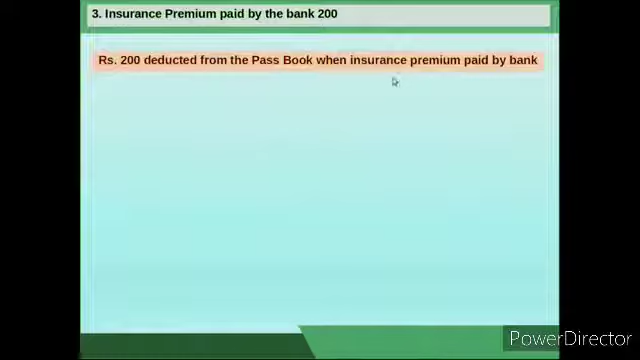 3. Insurance Premium paid by the bank 200
Rs. 200 deducted from the Pass Book when insurance premium paid by bank
PowerDirector